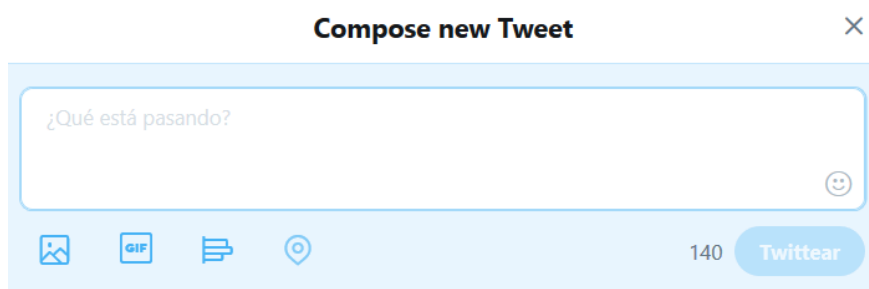 Compose new Tweet
¿Qué está pasando?
GIF
140 Twittear